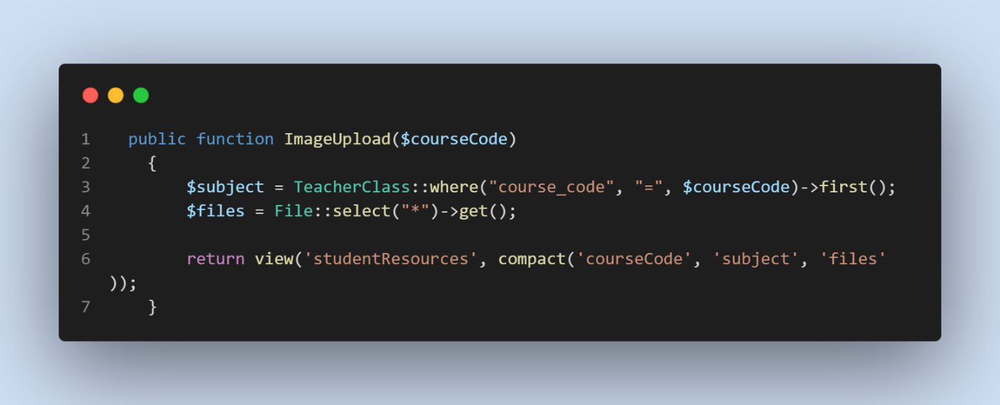 1 public function ImageUpload($courseCode)
2 {
3 $subject = TeacherClass::where("course_code", "=", $courseCode)->first();
4 $files = File::select("*")->get();
5
6 return view('studentResources', compact('courseCode', 'subject', 'files'
));
7 }